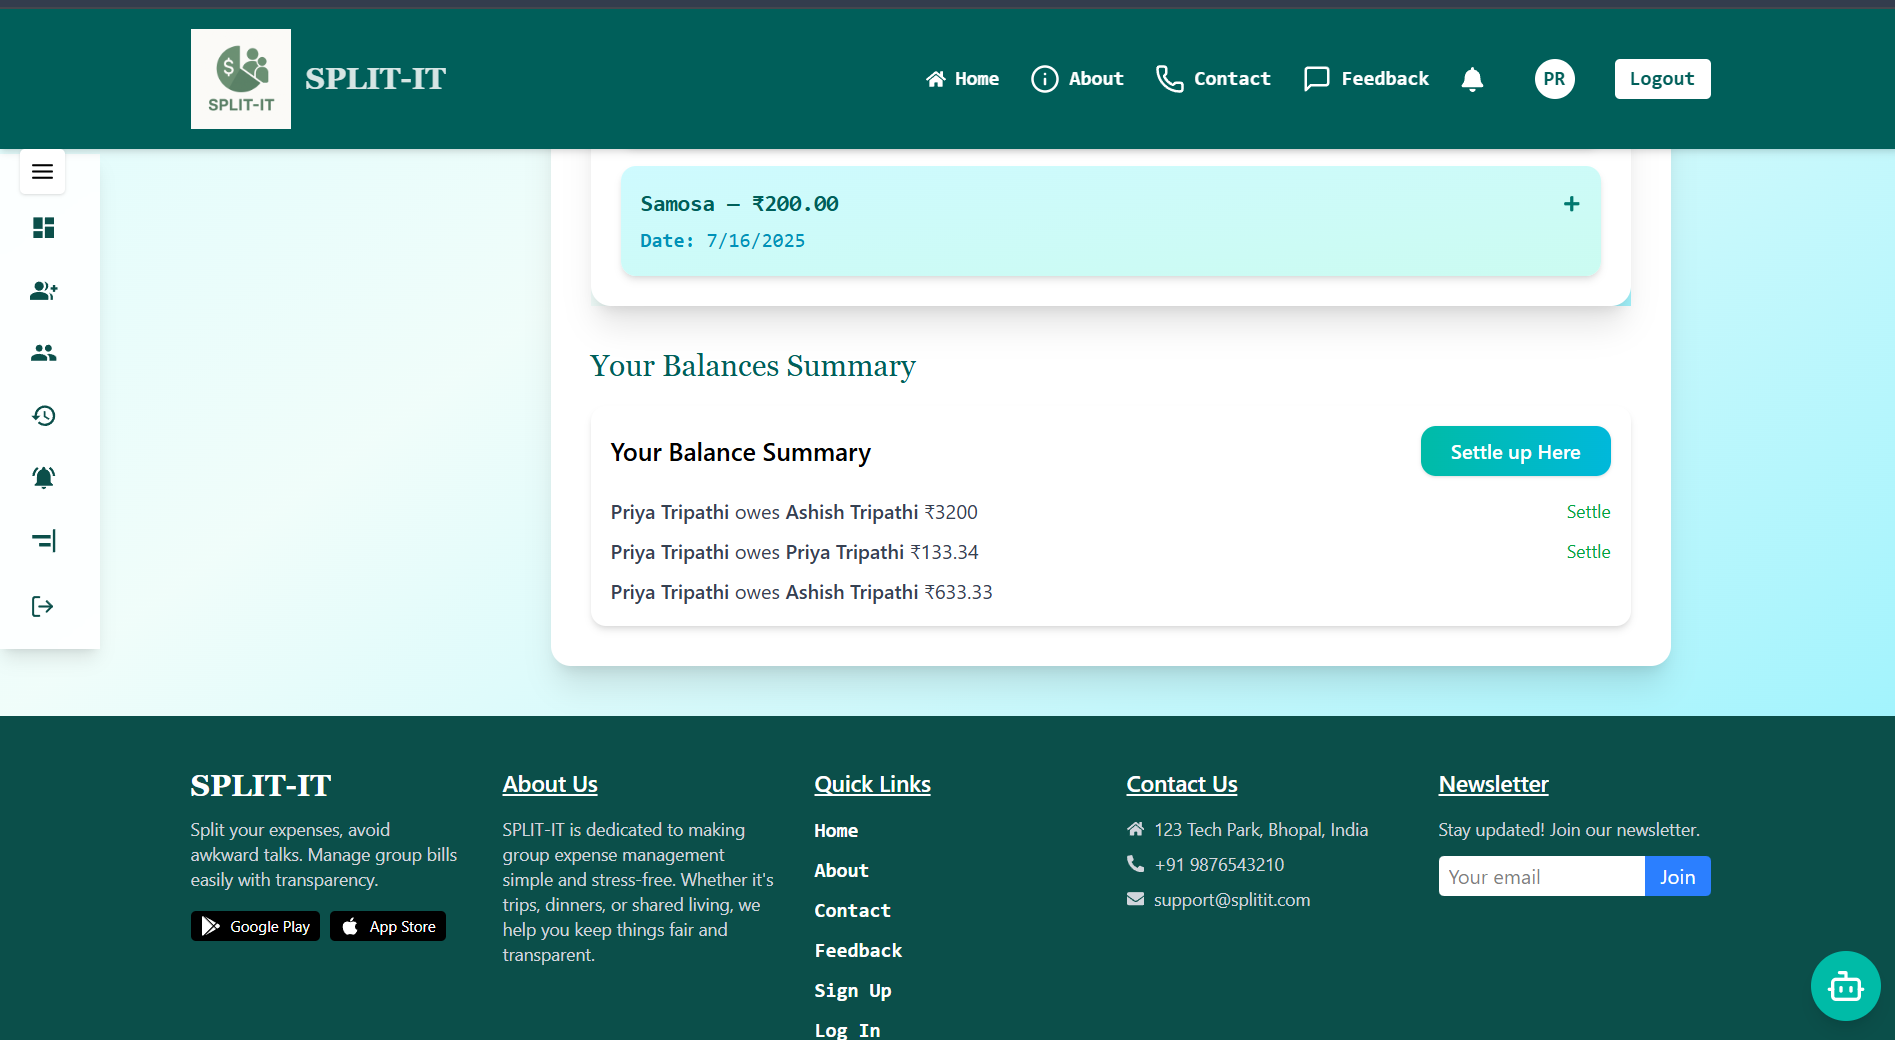 SPLIT-IT
SPLIT-IT
Home
About
Contact
Feedback
PR
Logout
Samosa – ₹200.00
Date: 7/16/2025
Your Balances Summary
Your Balance Summary
Settle up Here
Priya Tripathi owes Ashish Tripathi ₹3200
Settle
Priya Tripathi owes Priya Tripathi ₹133.34
Settle
Priya Tripathi owes Ashish Tripathi ₹633.33
SPLIT-IT
Split your expenses, avoid
awkward talks. Manage group bills
easily with transparency.
Google Play
App Store
About Us
SPLIT-IT is dedicated to making
group expense management
simple and stress-free. Whether it's
trips, dinners, or shared living, we
help you keep things fair and
transparent.
Quick Links
Home
About
Contact
Feedback
Sign Up
Log In
Contact Us
123 Tech Park, Bhopal, India
+91 9876543210
support@splitit.com
Newsletter
Stay updated! Join our newsletter.
Your email
Join